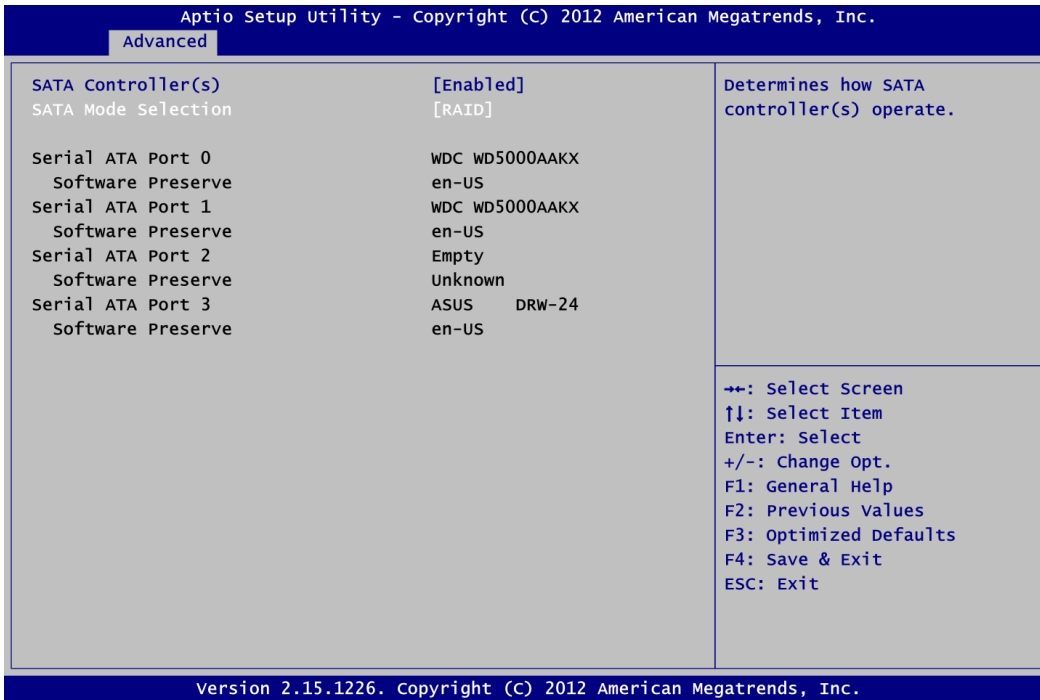 Aptio Setup Utility - Copyright (C) 2012 American Megatrends, Inc.
Advanced
SATA Controller(s) [Enabled]
SATA Mode Selection [RAID]
Serial ATA Port 0 WDC WD5000AAKX
Software Preserve en-US
Serial ATA Port 1 WDC WD5000AAKX
Software Preserve en-US
Serial ATA Port 2 Empty
Software Preserve Unknown
Serial ATA Port 3 ASUS DRW-24
Software Preserve en-US
Determines how SATA
controller(s) operate.
→←: Select Screen
↑↓: Select Item
Enter: Select
+/-: Change Opt.
F1: General Help
F2: Previous Values
F3: Optimized Defaults
F4: Save & Exit
ESC: Exit
Version 2.15.1226. Copyright (C) 2012 American Megatrends, Inc.